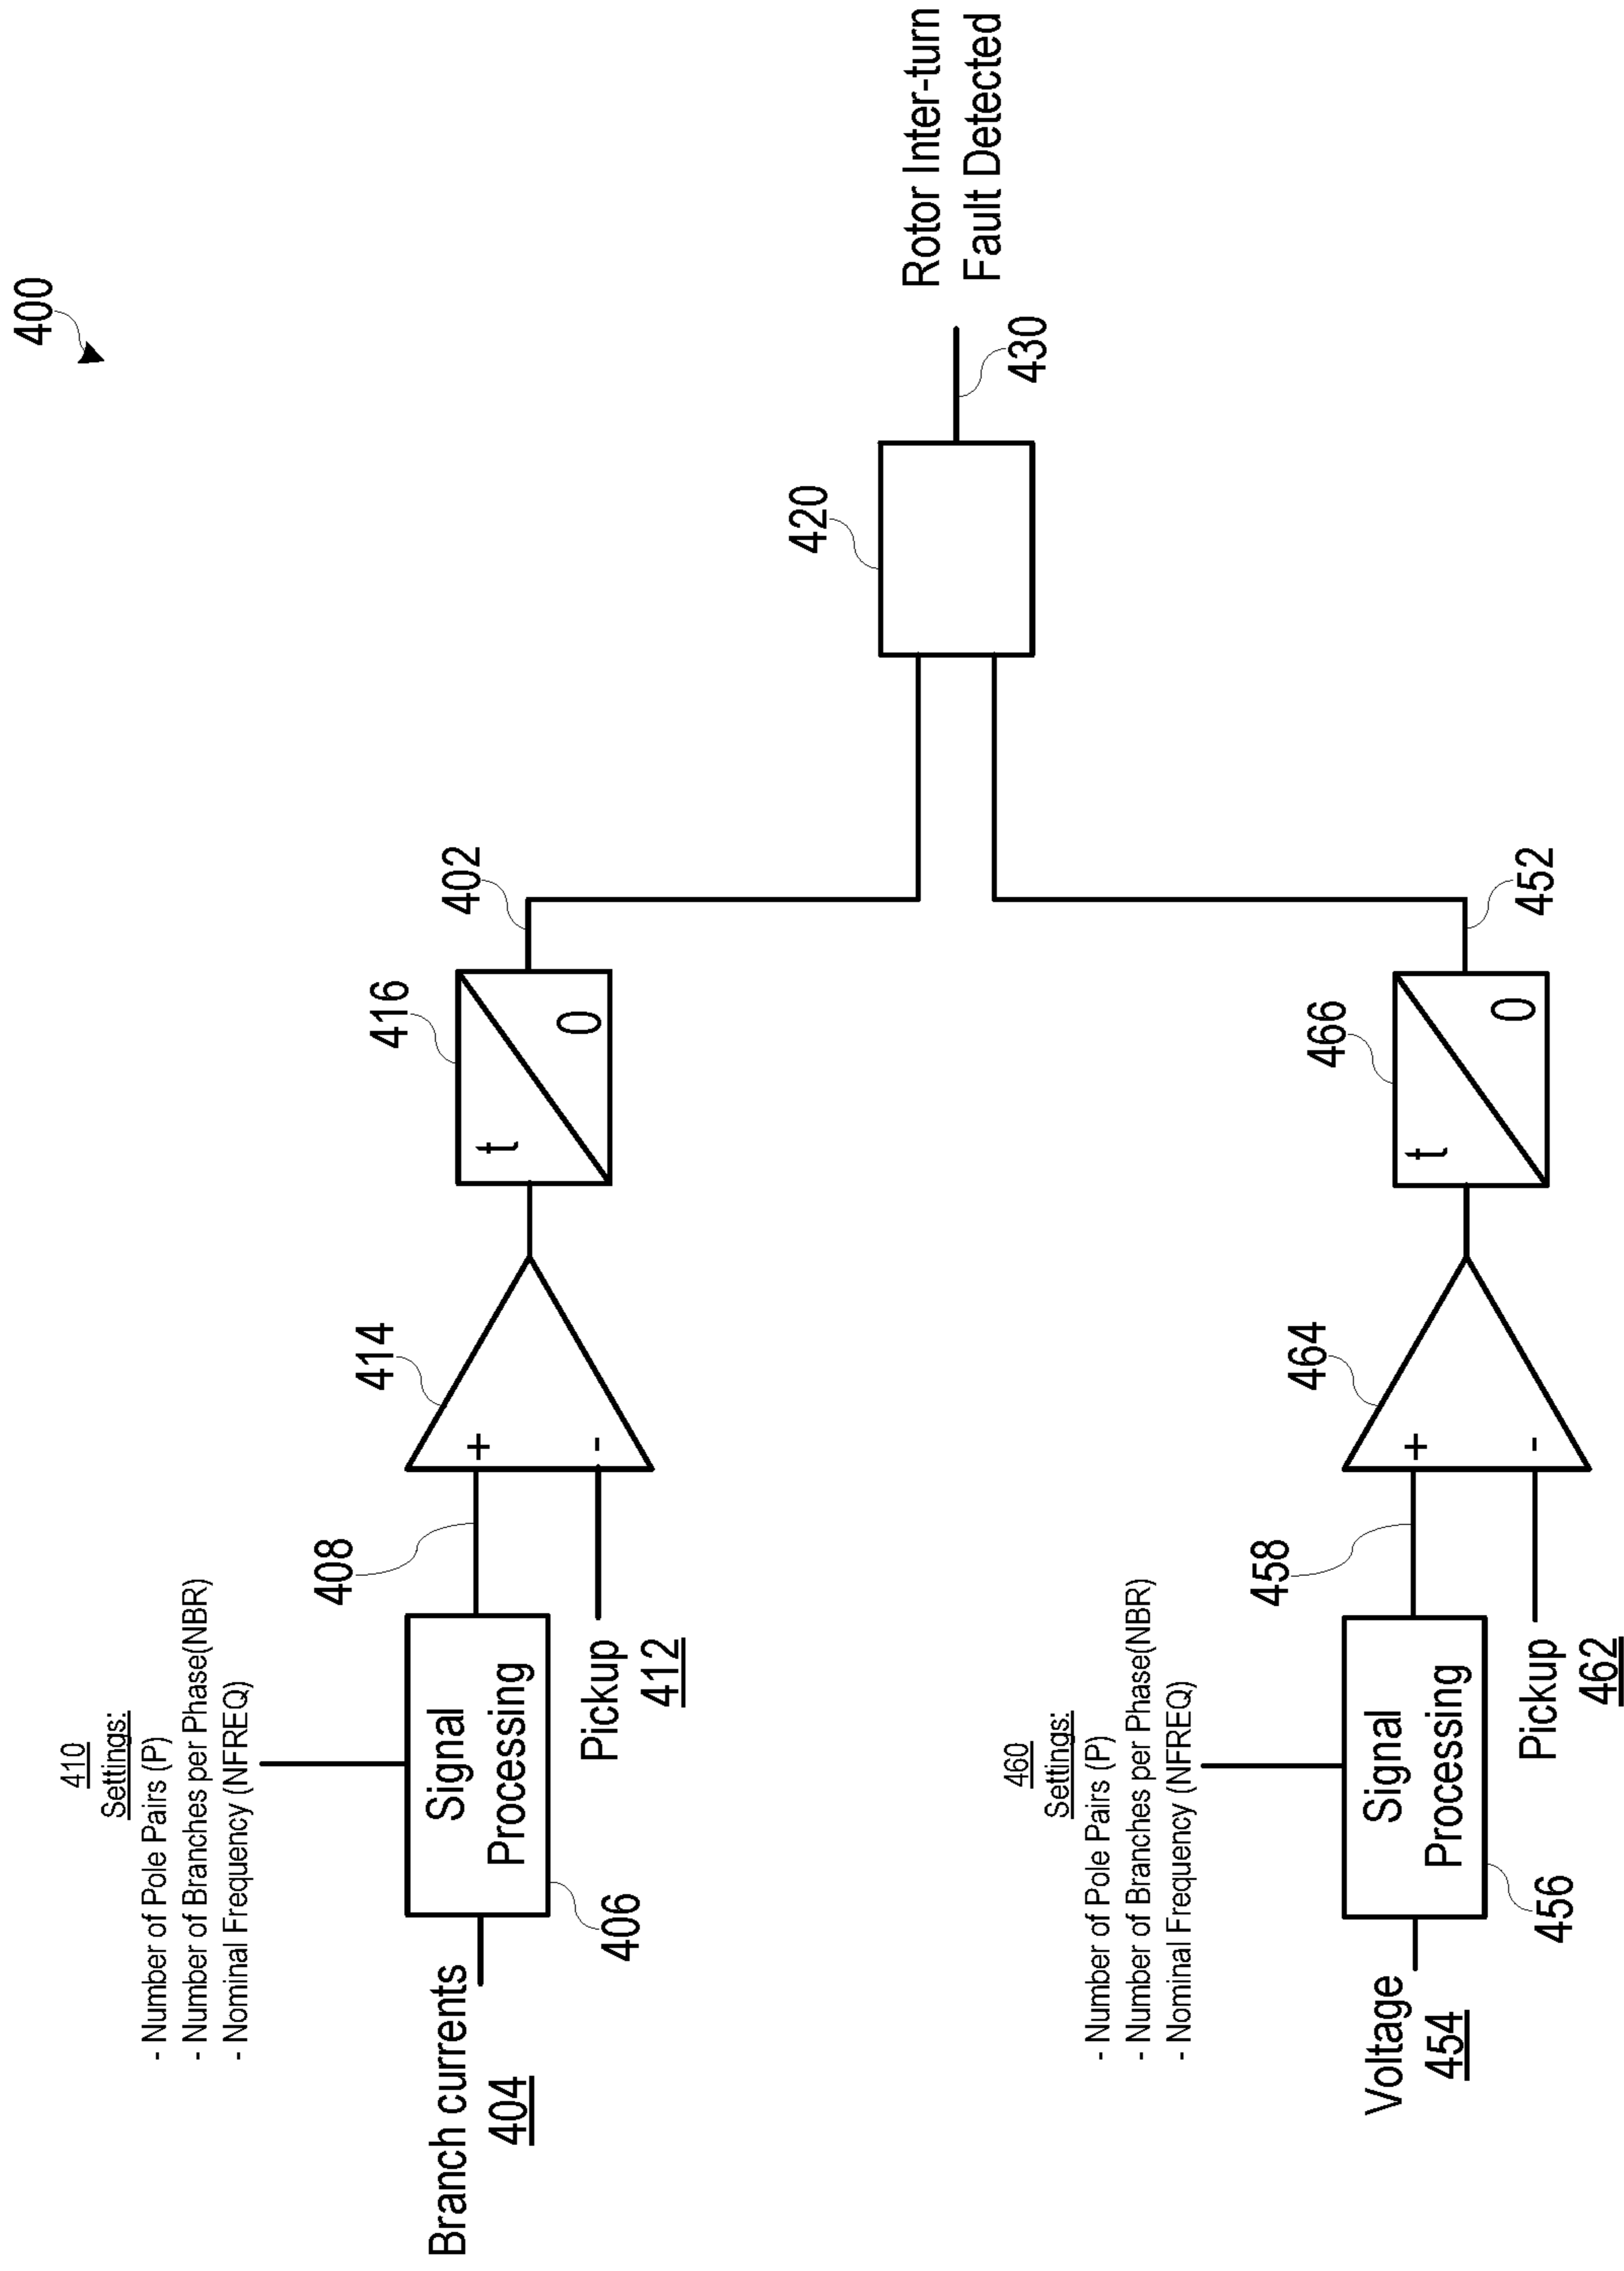 400
410
Settings:
- Number of Pole Pairs (P)
- Number of Branches per Phase(NBR)
- Nominal Frequency (NFREQ)
Branch currents
404
Signal
Processing
406
408
Pickup
412
+
-
414
t
0
416
402
420
Rotor Inter-turn
Fault Detected
430
460
Settings:
- Number of Pole Pairs (P)
- Number of Branches per Phase(NBR)
- Nominal Frequency (NFREQ)
Voltage
454
Signal
Processing
456
458
Pickup
462
+
-
464
t
0
466
452